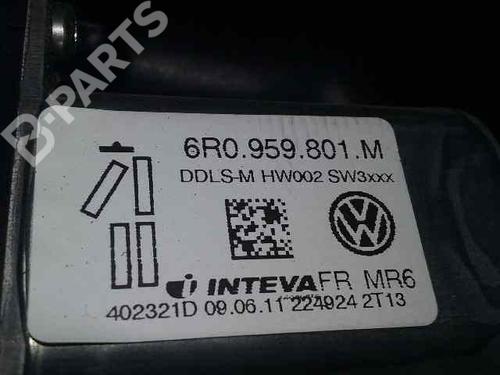 B-PARTS
6R0.959.801.M
DDLS-M HW002 SW3xxx
INTEVA FR MR6
402321D 09.06.11 224924 2T13